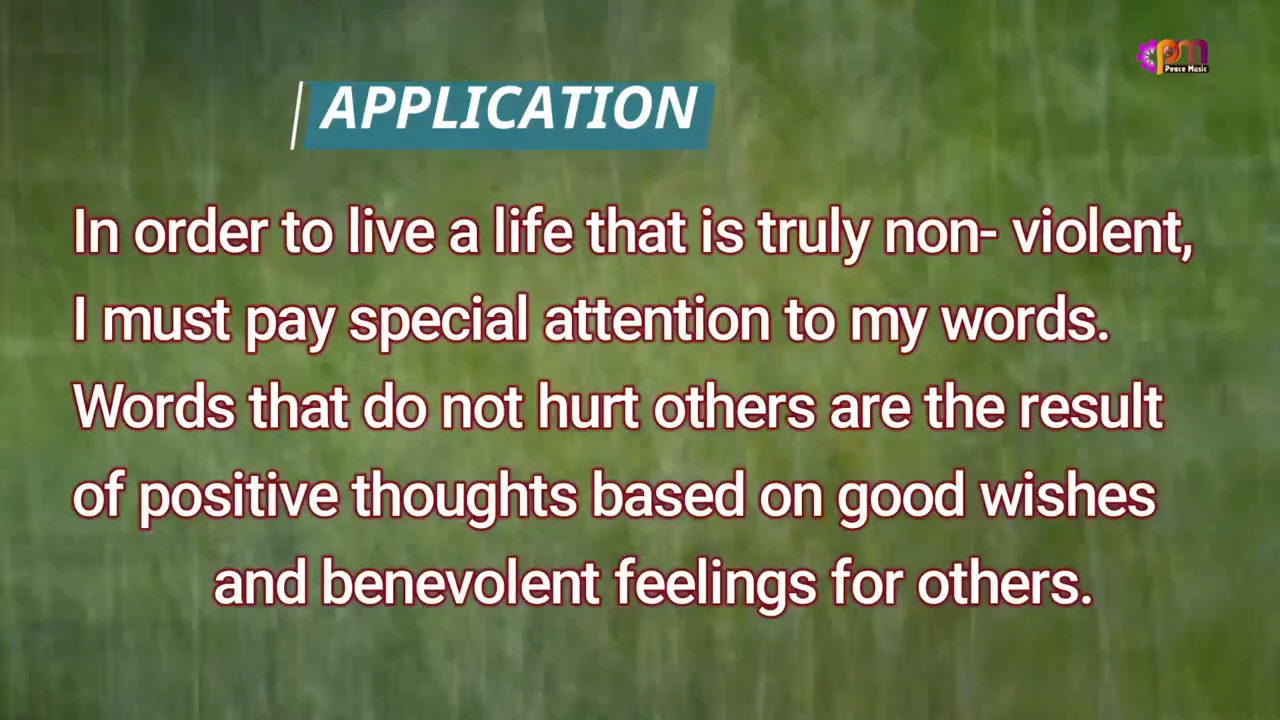 pm
Peace Music
APPLICATION
In order to live a life that is truly non- violent,
I must pay special attention to my words.
Words that do not hurt others are the result
of positive thoughts based on good wishes
and benevolent feelings for others.